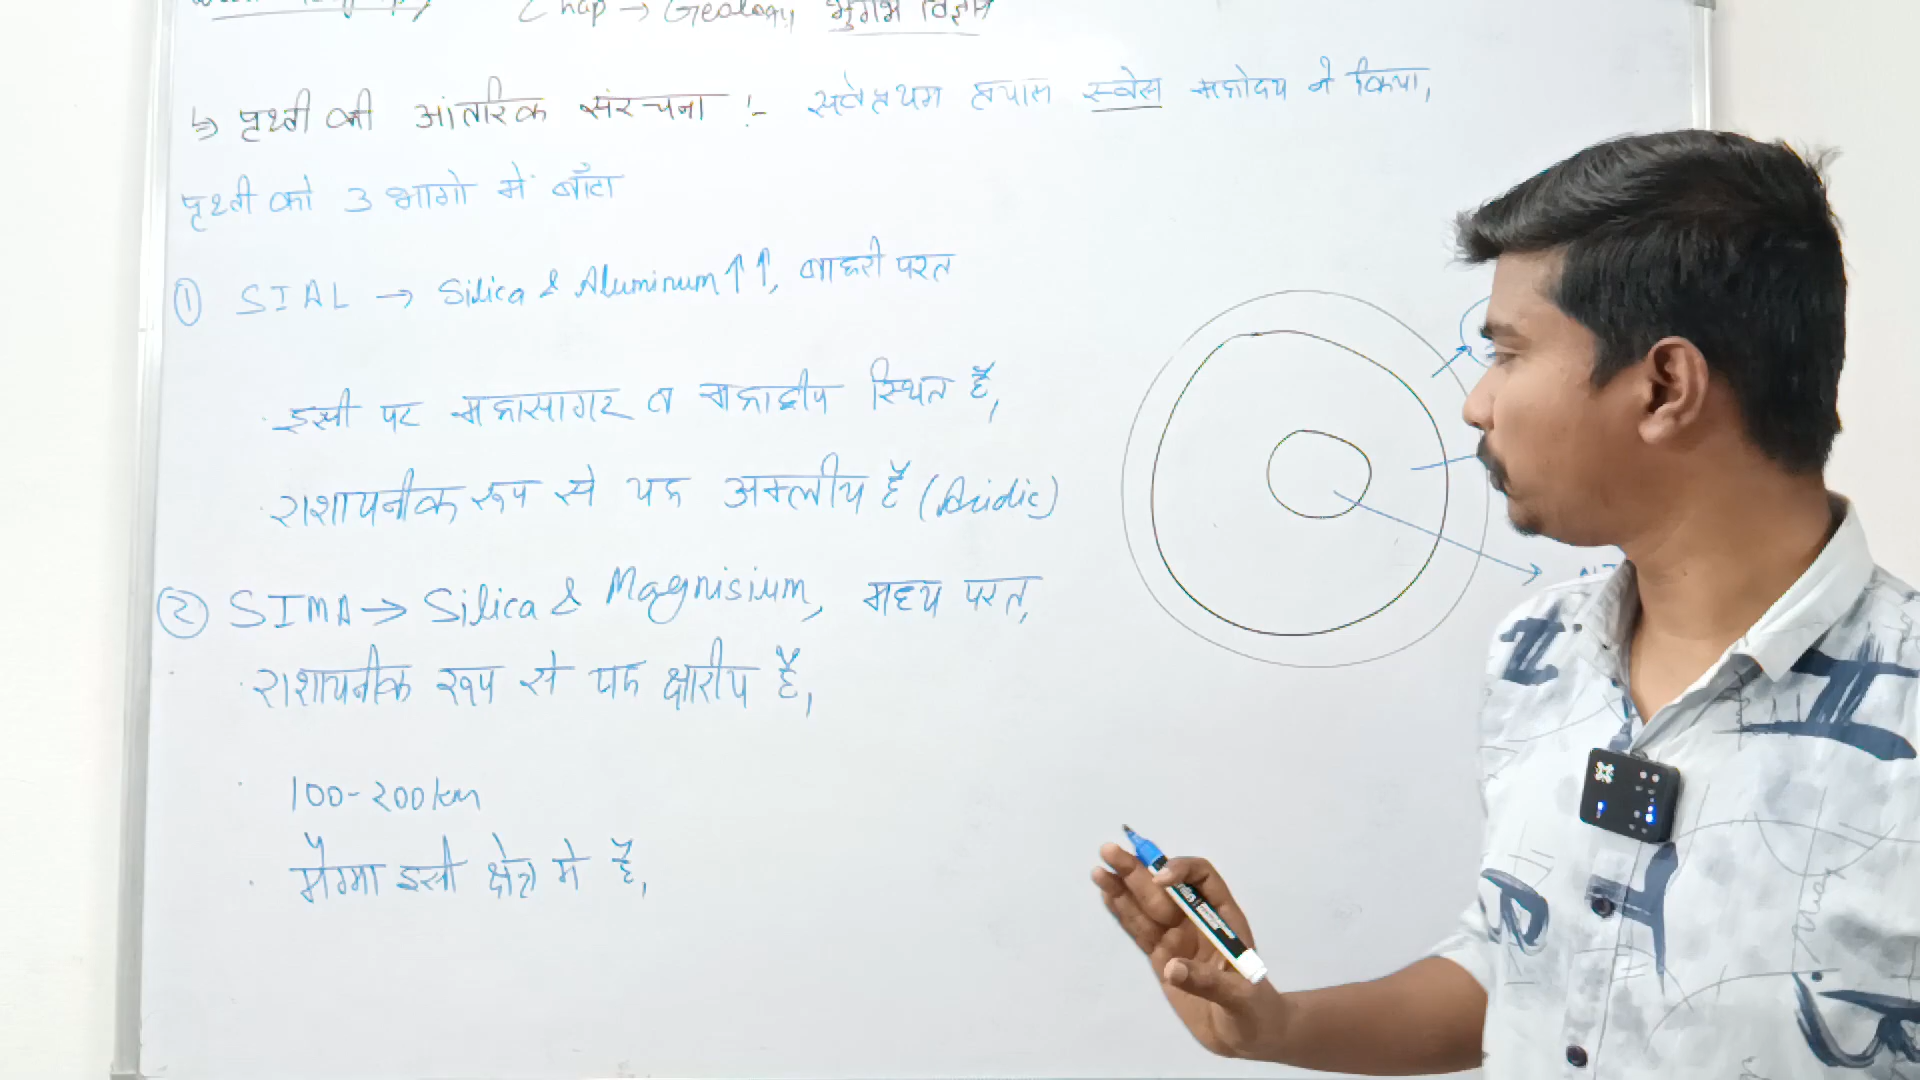 Chap → Geology भुगर्भ विज्ञान
↳ पृथ्वी की आंतरिक संरचना :- सर्वप्रथम प्रयास स्वेस महोदय ने किया,
पृथ्वी को 3 भागो में बाँटा
① SIAL → Silica & Aluminum ↑↑, बाहरी परत
· इसी पर महासागर व महाद्वीप स्थित है,
· राशायनीक रूप से यह अम्लीय है (Acidic)
② SIMA → Silica & Magnisium, मध्य परत,
· राशायनीक रूप से यह क्षारीय है,
· 100-200 km
· मैग्मा इसी क्षेत्र मे है,